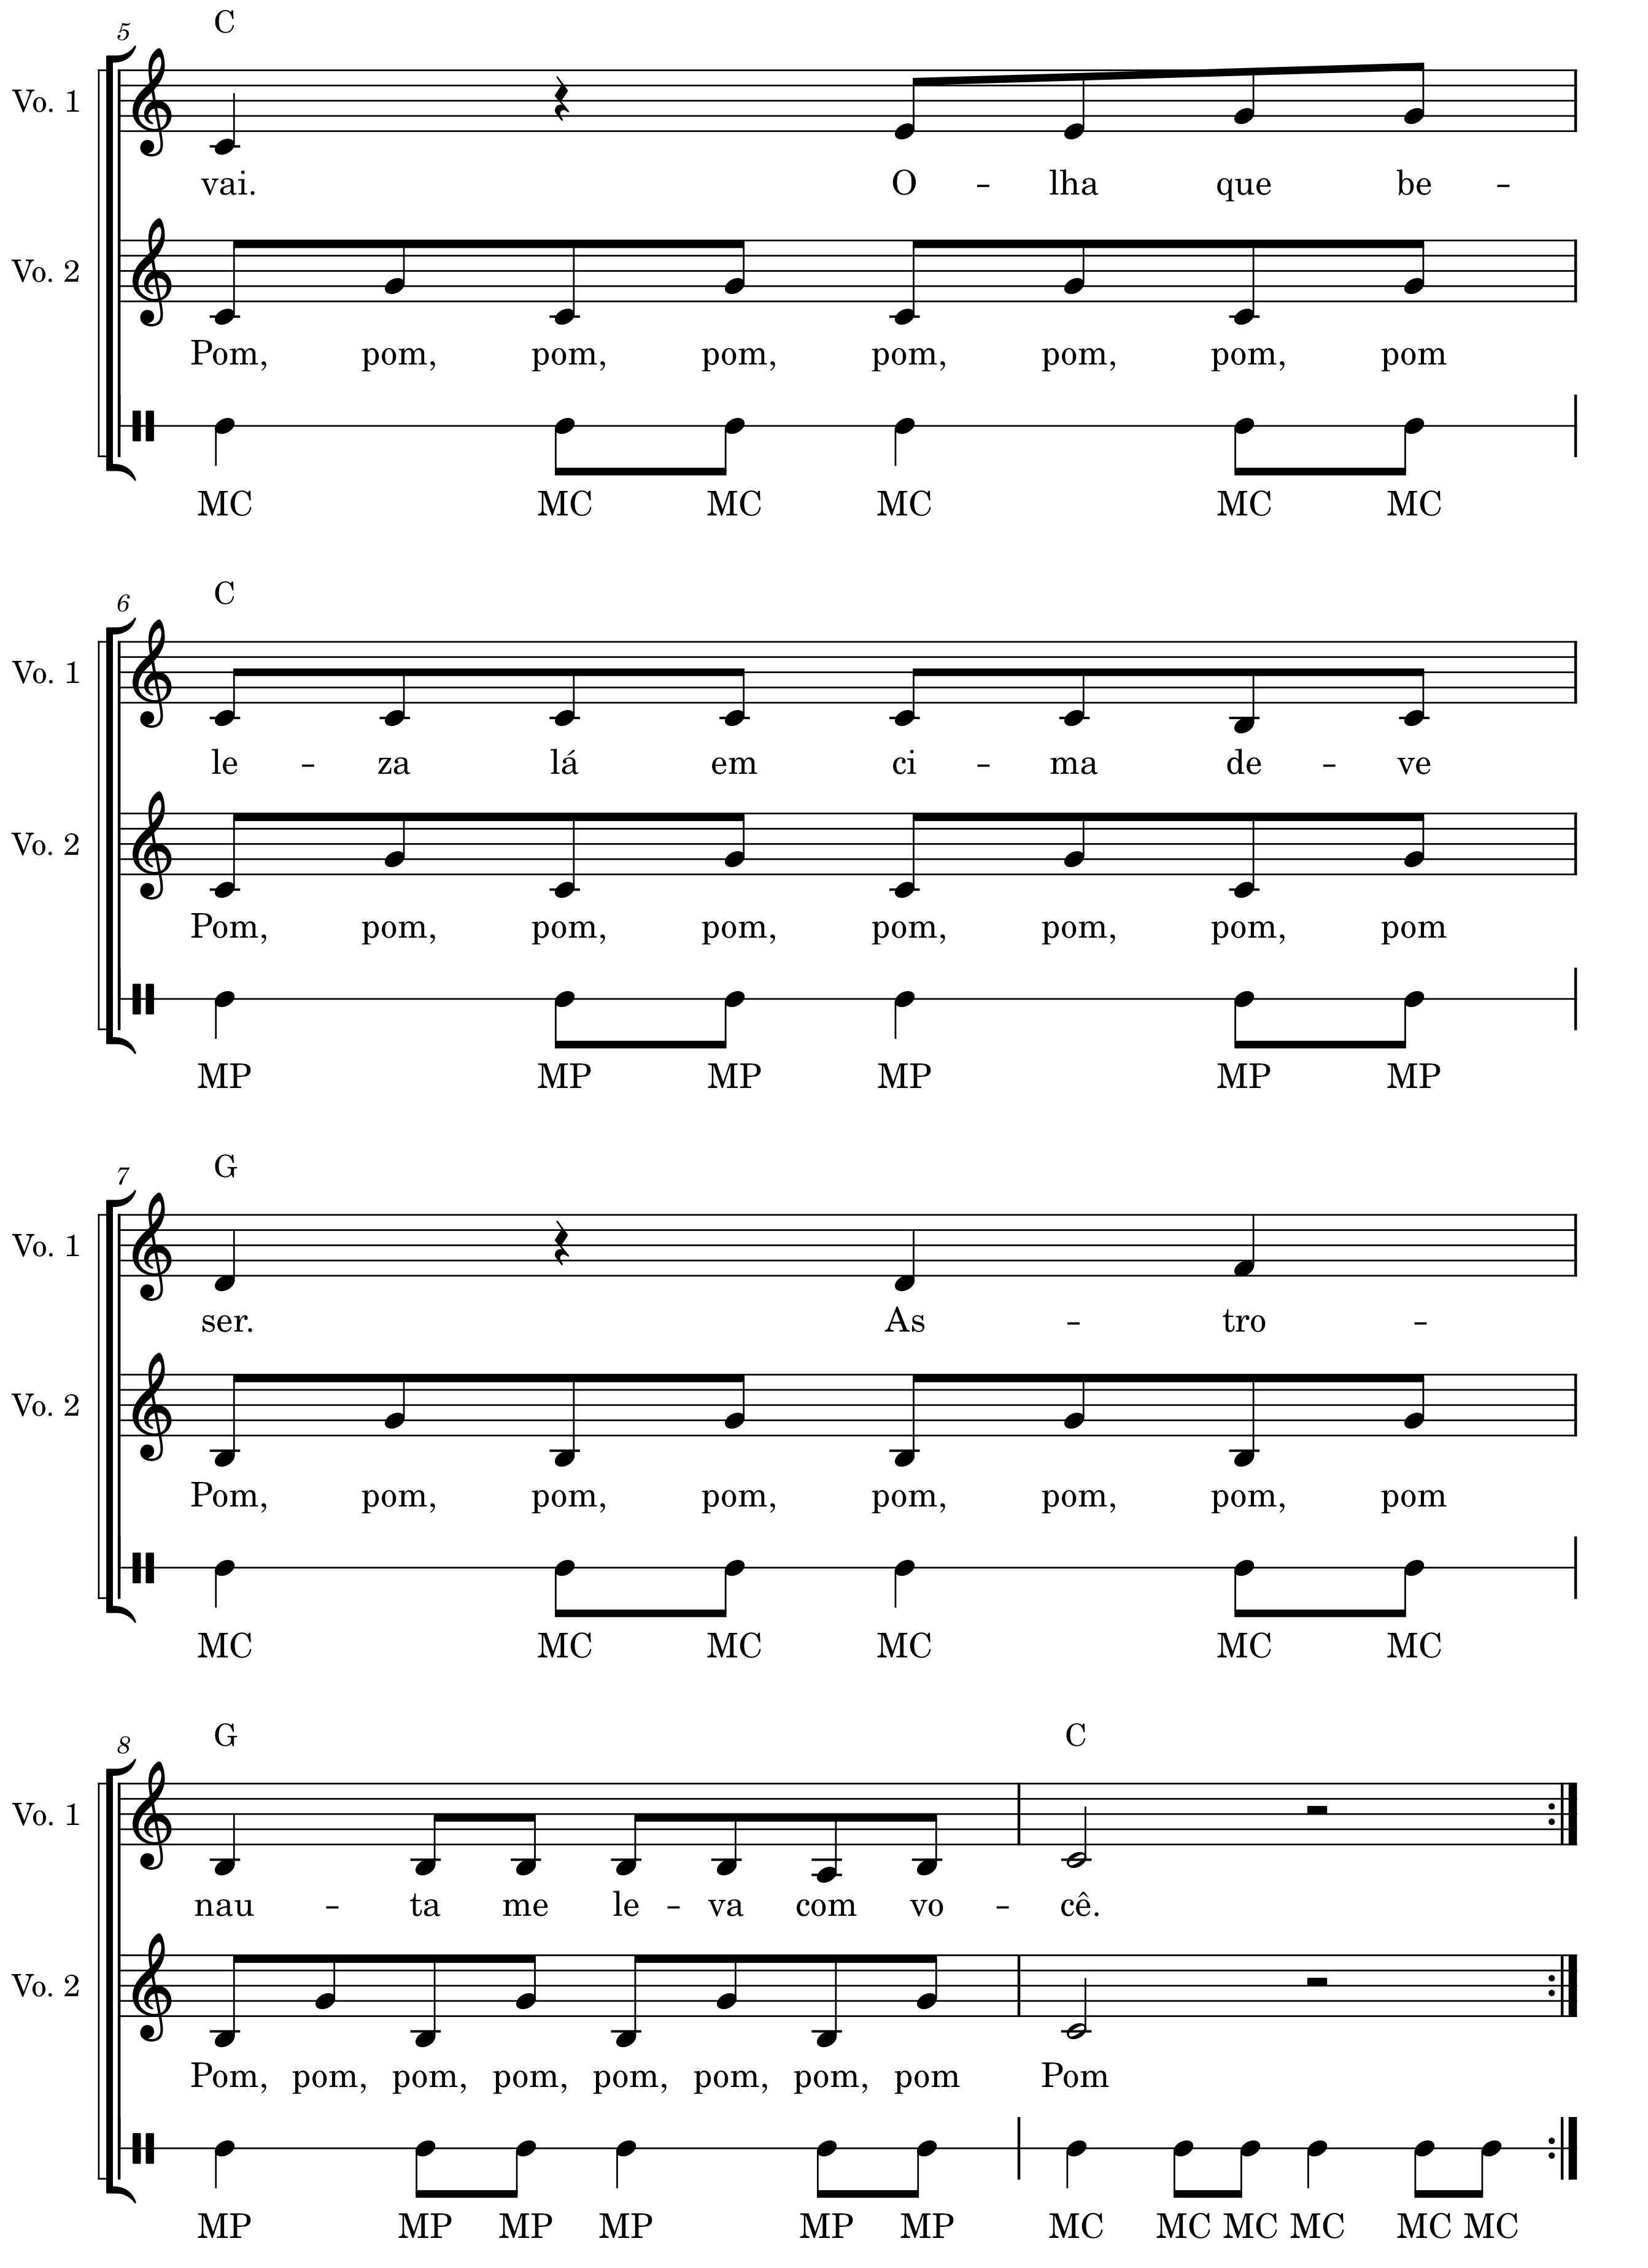 5
C
Vo. 1
vai. O - lha que be -
Vo. 2
Pom, pom, pom, pom, pom, pom, pom, pom
MC MC MC MC MC MC
6
C
Vo. 1
le - za lá em ci - ma de - ve
Vo. 2
Pom, pom, pom, pom, pom, pom, pom, pom
MP MP MP MP MP MP
7
G
Vo. 1
ser. As - tro -
Vo. 2
Pom, pom, pom, pom, pom, pom, pom, pom
MC MC MC MC MC MC
8
G C
Vo. 1
nau - ta me le - va com vo - cê.
Vo. 2
Pom, pom, pom, pom, pom, pom, pom, pom Pom
MP MP MP MP MP MP MC MC MC MC MC MC